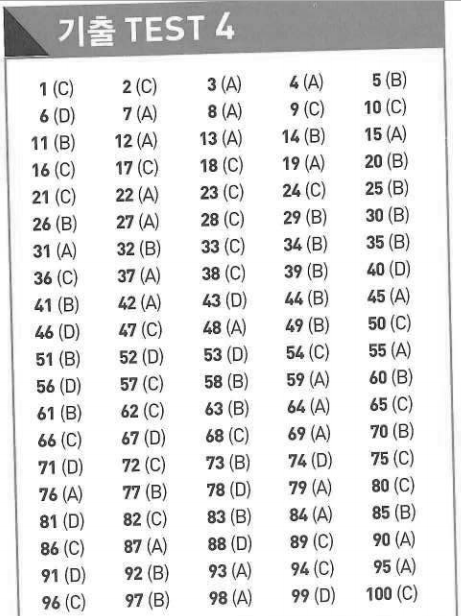 기출 TEST 4
1 (C) 2 (C) 3 (A) 4 (A) 5 (B)
6 (D) 7 (A) 8 (A) 9 (C) 10 (C)
11 (B) 12 (A) 13 (A) 14 (B) 15 (A)
16 (C) 17 (C) 18 (C) 19 (A) 20 (B)
21 (C) 22 (A) 23 (C) 24 (C) 25 (B)
26 (B) 27 (A) 28 (C) 29 (B) 30 (B)
31 (A) 32 (B) 33 (C) 34 (B) 35 (B)
36 (C) 37 (A) 38 (C) 39 (B) 40 (D)
41 (B) 42 (A) 43 (D) 44 (B) 45 (A)
46 (D) 47 (C) 48 (A) 49 (B) 50 (C)
51 (B) 52 (D) 53 (D) 54 (C) 55 (A)
56 (D) 57 (C) 58 (B) 59 (A) 60 (B)
61 (B) 62 (C) 63 (B) 64 (A) 65 (C)
66 (C) 67 (D) 68 (C) 69 (A) 70 (B)
71 (D) 72 (C) 73 (B) 74 (D) 75 (C)
76 (A) 77 (B) 78 (D) 79 (A) 80 (C)
81 (D) 82 (C) 83 (B) 84 (A) 85 (B)
86 (C) 87 (A) 88 (D) 89 (C) 90 (A)
91 (D) 92 (B) 93 (A) 94 (C) 95 (A)
96 (C) 97 (B) 98 (A) 99 (D) 100 (C)